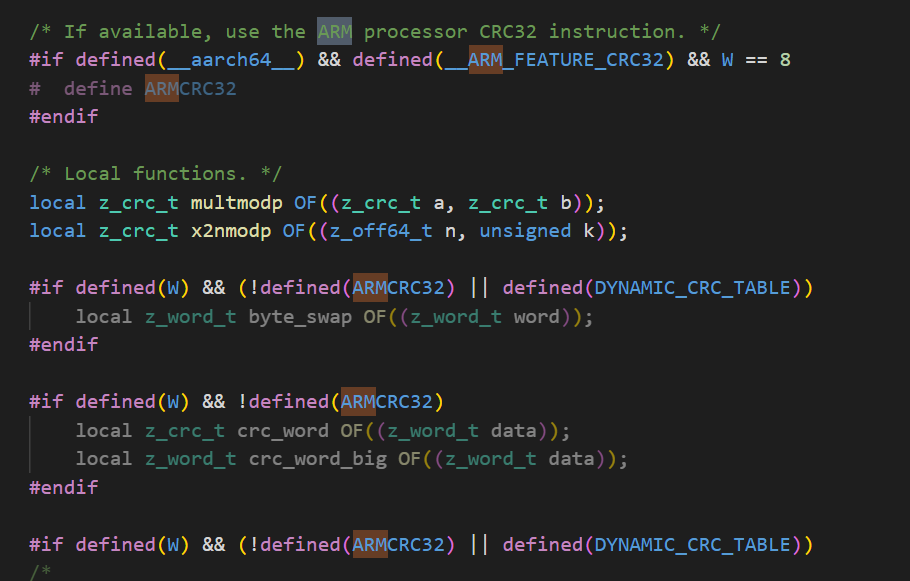 /* If available, use the ARM processor CRC32 instruction. */
#if defined(__aarch64__) && defined(__ARM_FEATURE_CRC32) && W == 8
#  define ARMCRC32
#endif

/* Local functions. */
local z_crc_t multmodp OF((z_crc_t a, z_crc_t b));
local z_crc_t x2nmodp OF((z_off64_t n, unsigned k));

#if defined(W) && (!defined(ARMCRC32) || defined(DYNAMIC_CRC_TABLE))
    local z_word_t byte_swap OF((z_word_t word));
#endif

#if defined(W) && !defined(ARMCRC32)
    local z_crc_t crc_word OF((z_word_t data));
    local z_word_t crc_word_big OF((z_word_t data));
#endif

#if defined(W) && (!defined(ARMCRC32) || defined(DYNAMIC_CRC_TABLE))
/*